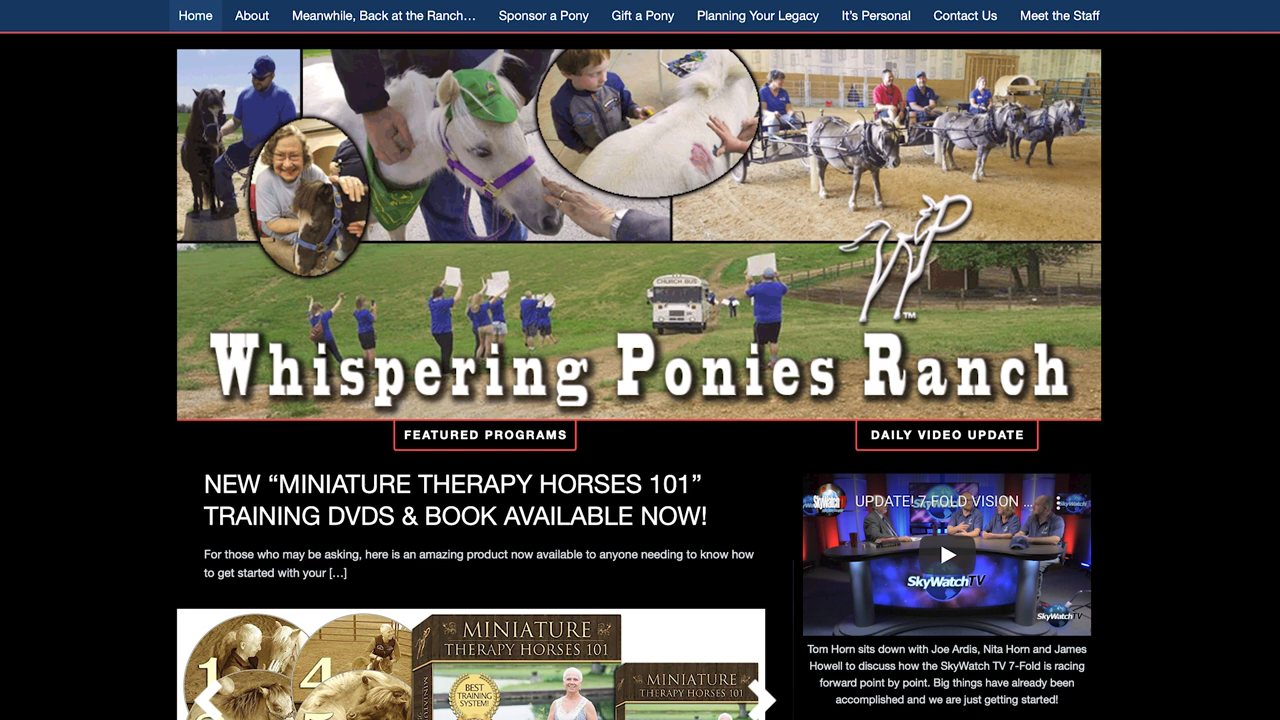 Home About Meanwhile, Back at the Ranch… Sponsor a Pony Gift a Pony Planning Your Legacy It’s Personal Contact Us Meet the Staff
CHURCH BUS
WP™
Whispering Ponies Ranch
FEATURED PROGRAMS
DAILY VIDEO UPDATE
NEW “MINIATURE THERAPY HORSES 101”
TRAINING DVDS & BOOK AVAILABLE NOW!
For those who may be asking, here is an amazing product now available to anyone needing to know how
to get started with your […]
1
4
MINIATURE
THERAPY HORSES 101
BEST
TRAINING
SYSTEM!
MINIATURE
THERAPY HORSES 101
UPDATE! 7-FOLD VISION ...
SkyWatchTV
SkyWatchTV
Tom Horn sits down with Joe Ardis, Nita Horn and James
Howell to discuss how the SkyWatch TV 7-Fold is racing
forward point by point. Big things have already been
accomplished and we are just getting started!